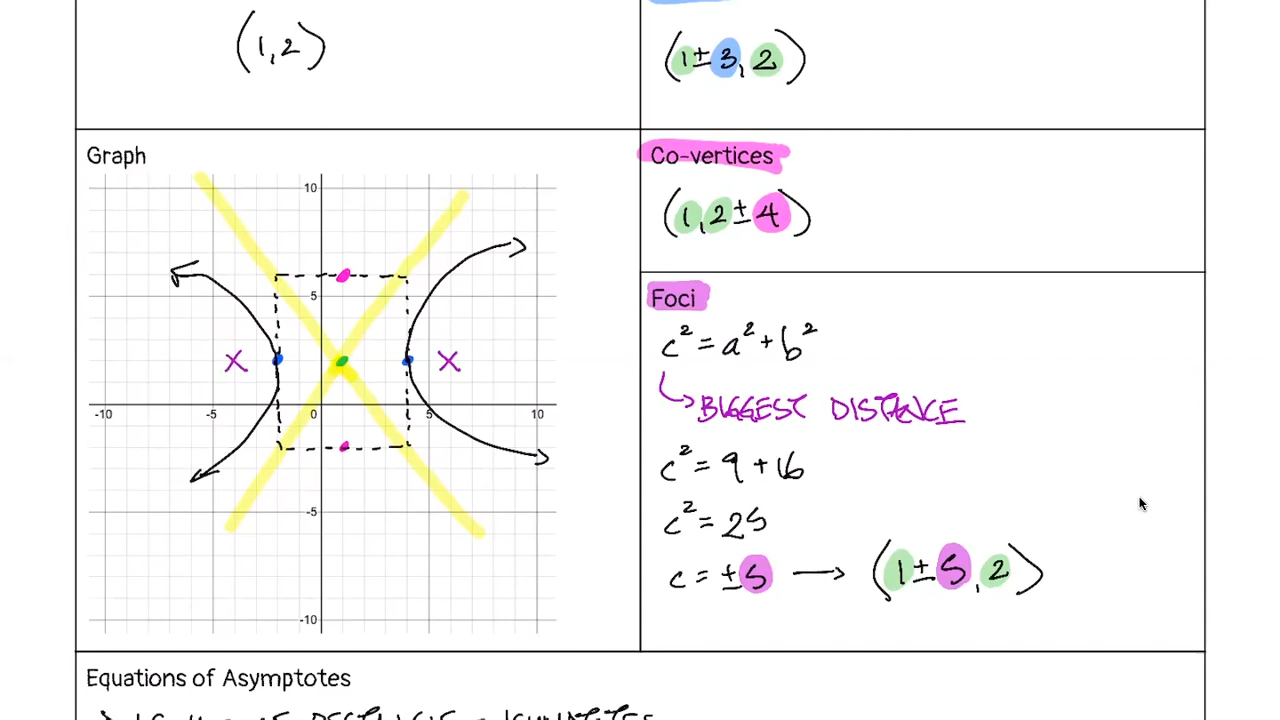 (1,2)
(1±3,2)
Graph
10
5
-10
-5
0
5
10
-5
-10
Co-vertices
(1,2±4)
Foci
c²=a²+b²
BIGGEST DISTANCE
c²=9+16
c²=25
c=±5 → (1±5,2)
Equations of Asymptotes